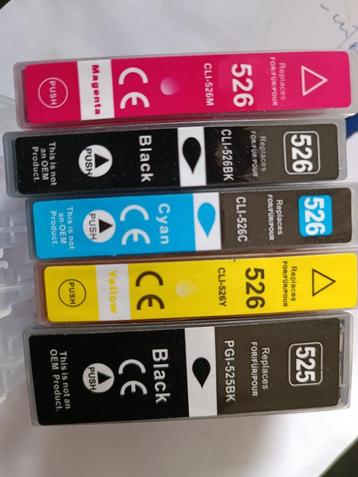 Replaces
FOR/FÜR/POUR
526
CLI-526M
CE
Magenta
PUSH
526
Replaces
FOR/FÜR/POUR
CLI-526BK
Black
CE
PUSH
This is not
an OEM
Product.
526
Replaces
FOR/FÜR/POUR
CLI-526C
Cyan
CE
PUSH
This is not
an OEM
Product.
Replaces
FOR/FÜR/POUR
526
CLI-526Y
CE
Yellow
PUSH
525
Replaces
FOR/FÜR/POUR
PGI-525BK
Black
CE
PUSH
This is not an
OEM Product.